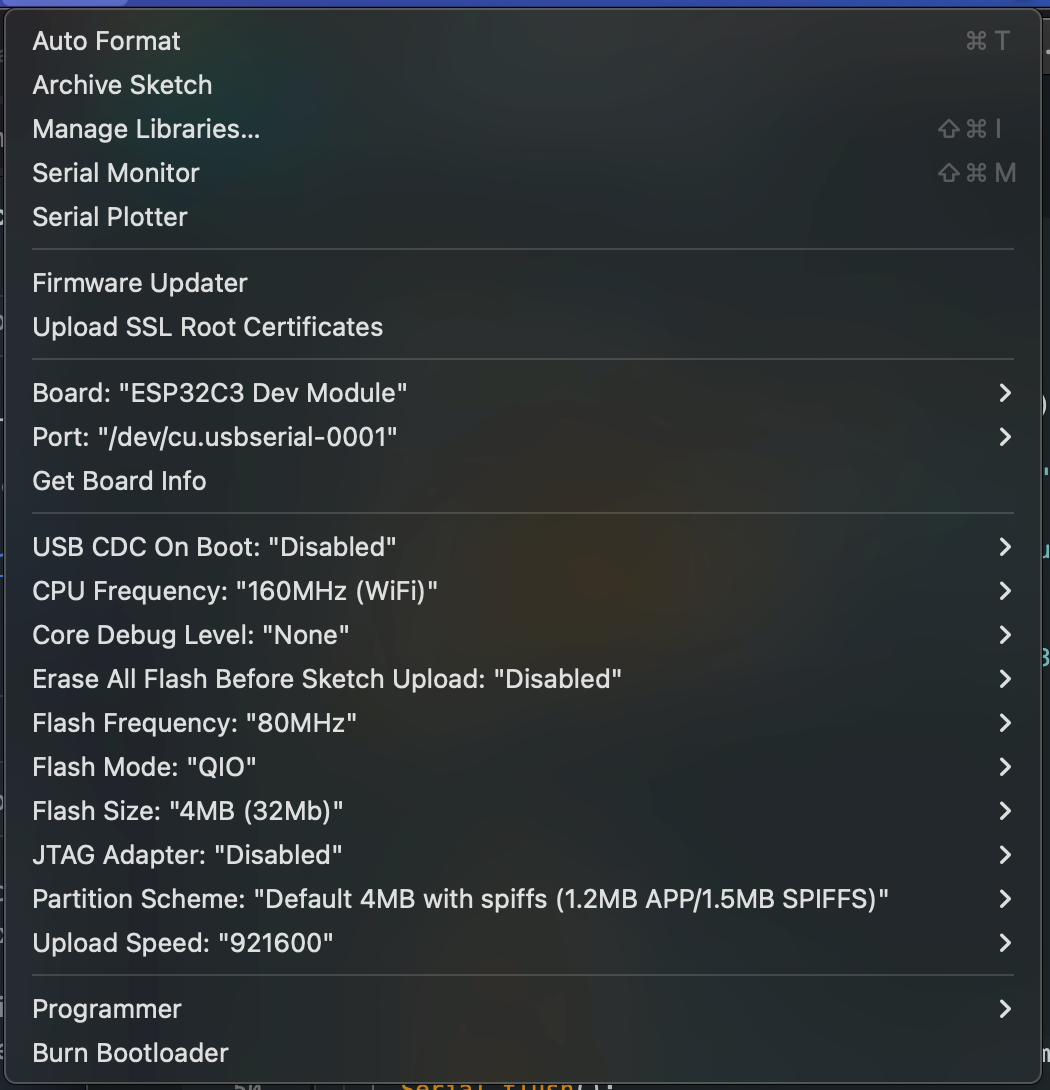 Auto Format ⌘ T
Archive Sketch
Manage Libraries... ⇧ ⌘ I
Serial Monitor ⇧ ⌘ M
Serial Plotter
Firmware Updater
Upload SSL Root Certificates
Board: "ESP32C3 Dev Module"
Port: "/dev/cu.usbserial-0001"
Get Board Info
USB CDC On Boot: "Disabled"
CPU Frequency: "160MHz (WiFi)"
Core Debug Level: "None"
Erase All Flash Before Sketch Upload: "Disabled"
Flash Frequency: "80MHz"
Flash Mode: "QIO"
Flash Size: "4MB (32Mb)"
JTAG Adapter: "Disabled"
Partition Scheme: "Default 4MB with spiffs (1.2MB APP/1.5MB SPIFFS)"
Upload Speed: "921600"
Programmer
Burn Bootloader